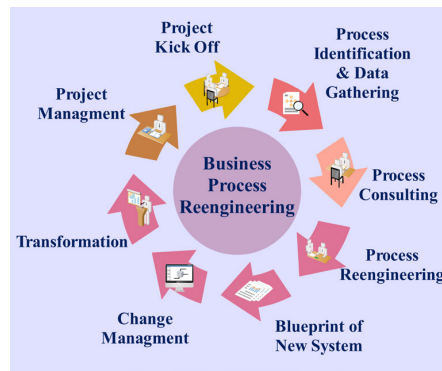 Project
Kick Off
Process
Identification
& Data
Gathering
Process
Consulting
Process
Reengineering
Blueprint of
New System
Change
Managment
Transformation
Project
Managment
Business
Process
Reengineering